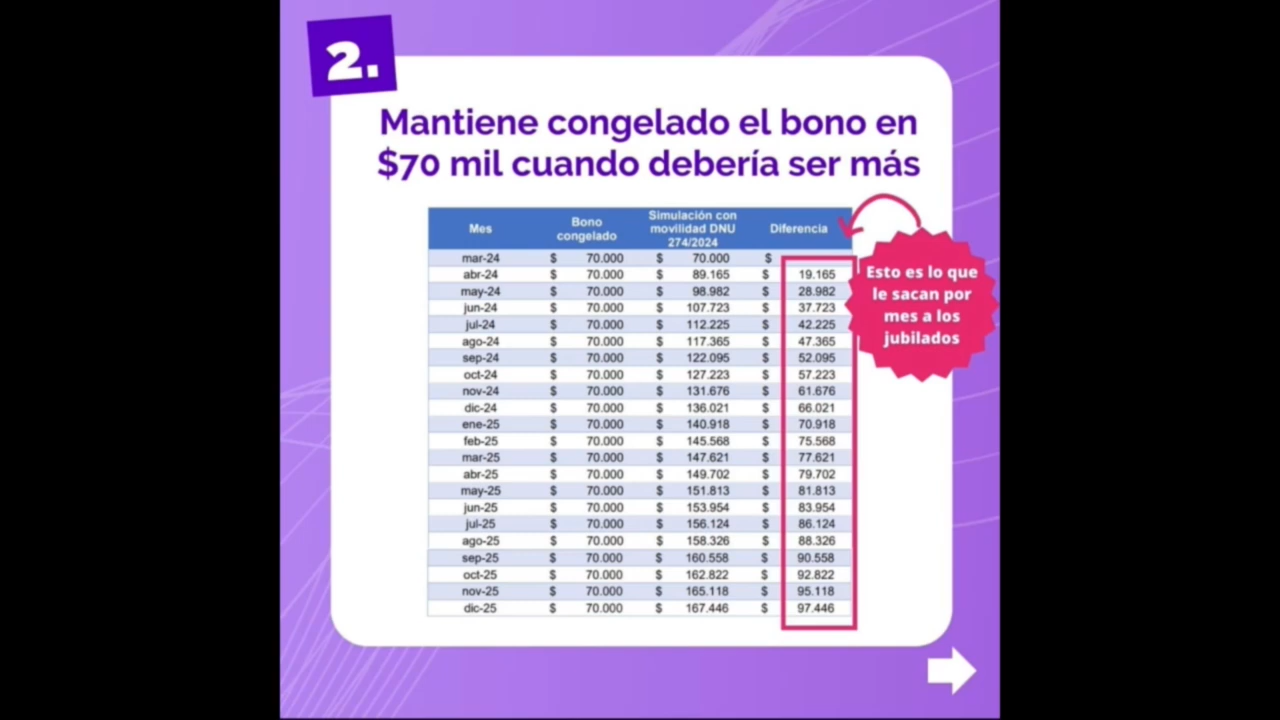 2.
Mantiene congelado el bono en
$70 mil cuando debería ser más
Mes
Bono
congelado
Simulación con
movilidad DNU
274/2024
Diferencia
mar-24 $ 70.000 $ 70.000 $
abr-24 $ 70.000 $ 89.165 $ 19.165
may-24 $ 70.000 $ 98.982 $ 28.982
jun-24 $ 70.000 $ 107.723 $ 37.723
jul-24 $ 70.000 $ 112.225 $ 42.225
ago-24 $ 70.000 $ 117.365 $ 47.365
sep-24 $ 70.000 $ 122.095 $ 52.095
oct-24 $ 70.000 $ 127.223 $ 57.223
nov-24 $ 70.000 $ 131.676 $ 61.676
dic-24 $ 70.000 $ 136.021 $ 66.021
ene-25 $ 70.000 $ 140.918 $ 70.918
feb-25 $ 70.000 $ 145.568 $ 75.568
mar-25 $ 70.000 $ 147.621 $ 77.621
abr-25 $ 70.000 $ 149.702 $ 79.702
may-25 $ 70.000 $ 151.813 $ 81.813
jun-25 $ 70.000 $ 153.954 $ 83.954
jul-25 $ 70.000 $ 156.124 $ 86.124
ago-25 $ 70.000 $ 158.326 $ 88.326
sep-25 $ 70.000 $ 160.558 $ 90.558
oct-25 $ 70.000 $ 162.822 $ 92.822
nov-25 $ 70.000 $ 165.118 $ 95.118
dic-25 $ 70.000 $ 167.446 $ 97.446
Esto es lo que
le sacan por
mes a los
jubilados